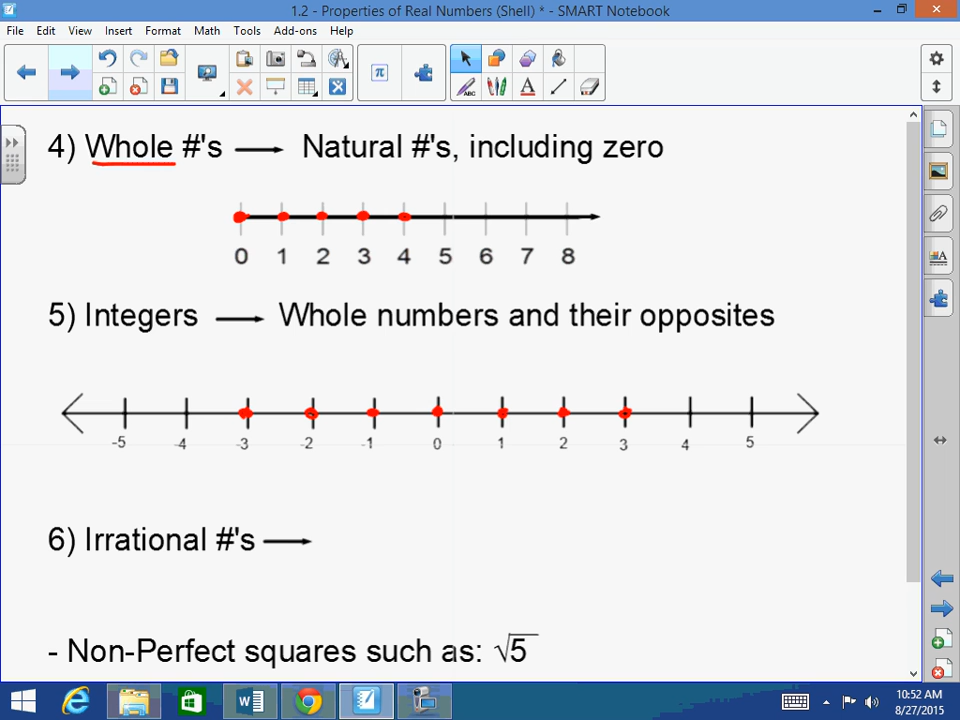 1.2 - Properties of Real Numbers (Shell) * - SMART Notebook
File Edit View Insert Format Math Tools Add-ons Help
4) Whole #'s Natural #'s, including zero
0 1 2 3 4 5 6 7 8
5) Integers Whole numbers and their opposites
-5 -4 -3 -2 -1 0 1 2 3 4 5
6) Irrational #'s
- Non-Perfect squares such as: √5
10:52 AM
8/27/2015